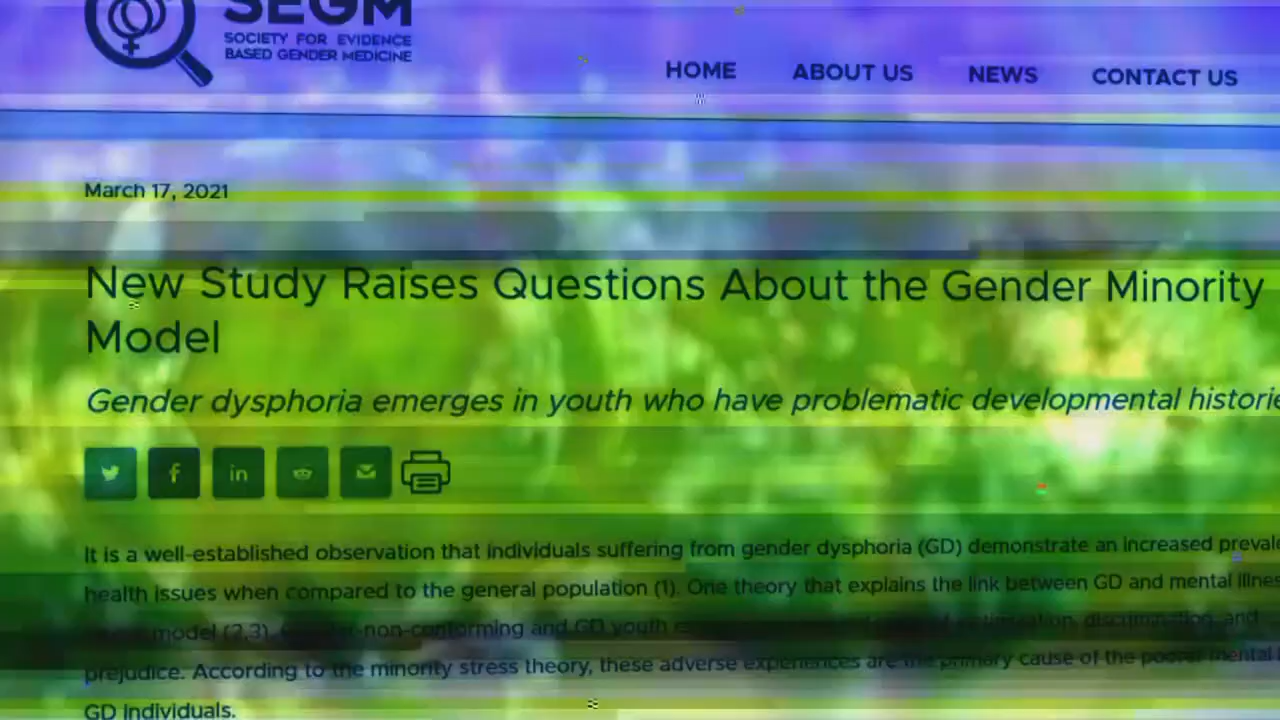 SEGM
SOCIETY FOR EVIDENCE
BASED GENDER MEDICINE
HOME ABOUT US NEWS CONTACT US
March 17, 2021
New Study Raises Questions About the Gender Minority
Model
Gender dysphoria emerges in youth who have problematic developmental
It is a well-established observation that individuals suffering from gender dysphoria (GD) demonstrate an increased
health issues when compared to the general population (1). One theory that explains the link between GD and mental
model (2,3). non-conforming and GD youth discrimination, and
prejudice. According to the minority stress theory, these adverse experiences are the primary cause of the poorer mental
GD individuals.